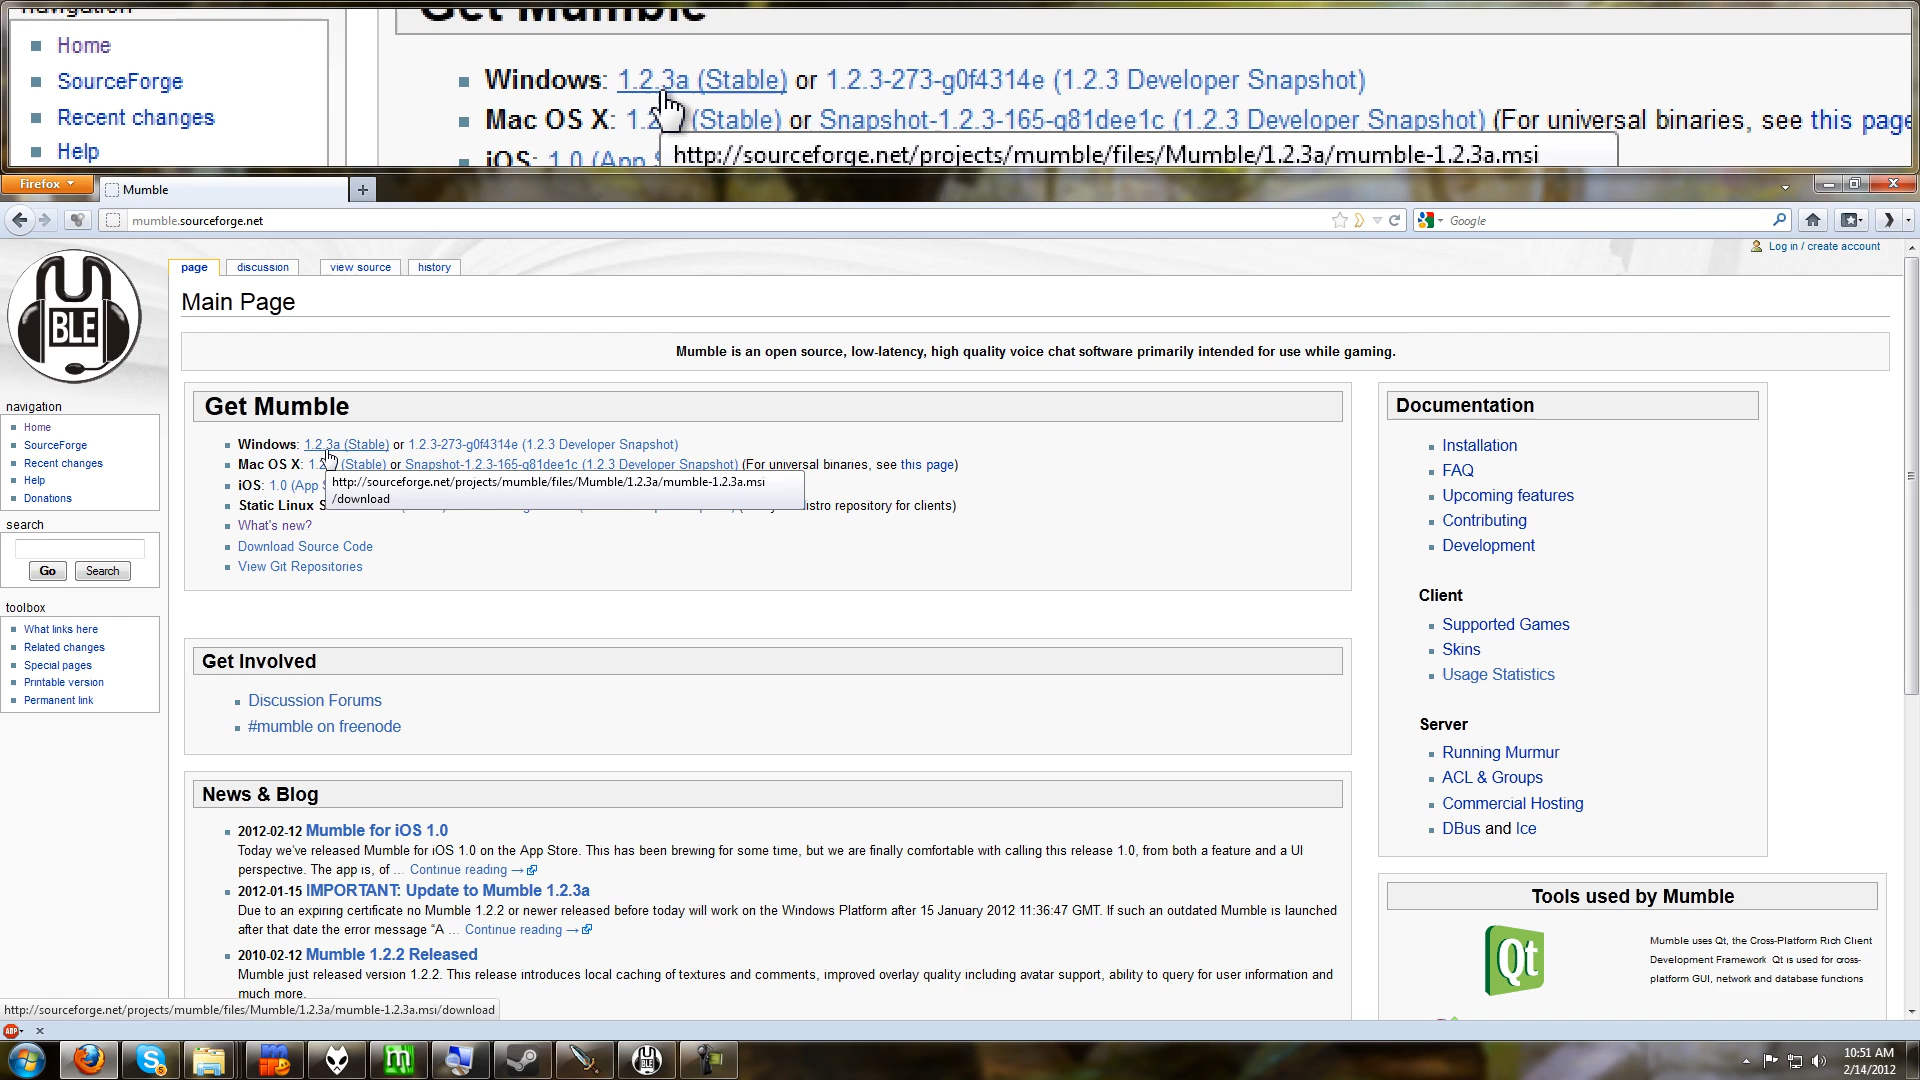 navigation
Get Mumble
Home
SourceForge
Recent changes
Help
Windows: 1.2.3a (Stable) or 1.2.3-273-g0f4314e (1.2.3 Developer Snapshot)
Mac OS X: 1.2 (Stable) or Snapshot-1.2.3-165-g81dee1c (1.2.3 Developer Snapshot) (For universal binaries, see this page
iOS: 1.0 (App S
http://sourceforge.net/projects/mumble/files/Mumble/1.2.3a/mumble-1.2.3a.msi
Firefox
Mumble
mumble.sourceforge.net
Google
Log in / create account
page
discussion
view source
history
Main Page
BLE
Mumble is an open source, low-latency, high quality voice chat software primarily intended for use while gaming.
navigation
Home
SourceForge
Recent changes
Help
Donations
search
Go
Search
toolbox
What links here
Related changes
Special pages
Printable version
Permanent link
Get Mumble
Windows: 1.2.3a (Stable) or 1.2.3-273-g0f4314e (1.2.3 Developer Snapshot)
Mac OS X: 1.2 (Stable) or Snapshot-1.2.3-165-g81dee1c (1.2.3 Developer Snapshot) (For universal binaries, see this page)
iOS: 1.0 (App S
http://sourceforge.net/projects/mumble/files/Mumble/1.2.3a/mumble-1.2.3a.msi
/download
Static Linux S
istro repository for clients)
What's new?
Download Source Code
View Git Repositories
Get Involved
Discussion Forums
#mumble on freenode
News & Blog
2012-02-12 Mumble for iOS 1.0
Today we've released Mumble for iOS 1.0 on the App Store. This has been brewing for some time, but we are finally comfortable with calling this release 1.0, from both a feature and a UI
perspective. The app is, of ... Continue reading →
2012-01-15 IMPORTANT: Update to Mumble 1.2.3a
Due to an expiring certificate no Mumble 1.2.2 or newer released before today will work on the Windows Platform after 15 January 2012 11:36:47 GMT. If such an outdated Mumble is launched
after that date the error message “A ... Continue reading →
2010-02-12 Mumble 1.2.2 Released
Mumble just released version 1.2.2. This release introduces local caching of textures and comments, improved overlay quality including avatar support, ability to query for user information and
much more.
Documentation
Installation
FAQ
Upcoming features
Contributing
Development
Client
Supported Games
Skins
Usage Statistics
Server
Running Murmur
ACL & Groups
Commercial Hosting
DBus and Ice
Tools used by Mumble
Qt
Mumble uses Qt, the Cross-Platform Rich Client
Development Framework Qt is used for cross-
platform GUI, network and database functions
http://sourceforge.net/projects/mumble/files/Mumble/1.2.3a/mumble-1.2.3a.msi/download
ABP
10:51 AM
2/14/2012